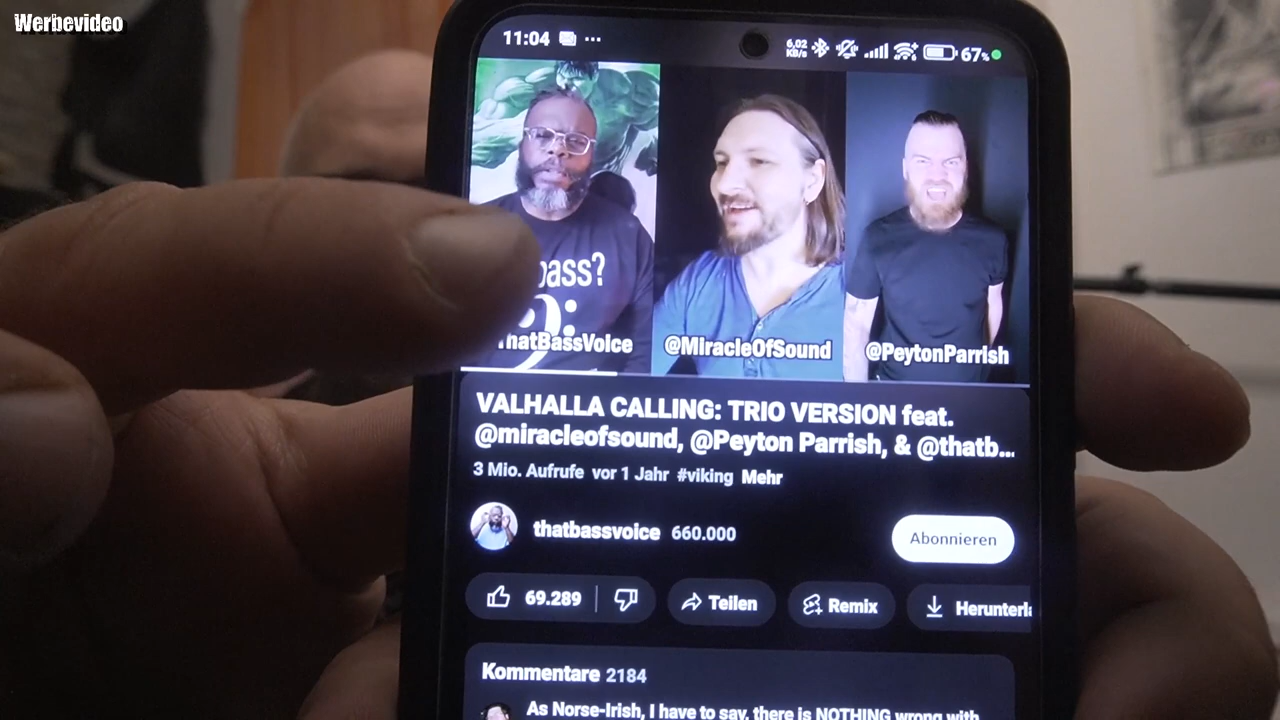 Werbevideo
11:04 ... 6,02 KB/s 67%
bass?
ThatBassVoice @MiracleOfSound @PeytonParrish
VALHALLA CALLING: TRIO VERSION feat.
@miracleofsound, @Peyton Parrish, & @thatb...
3 Mio. Aufrufe vor 1 Jahr #viking Mehr
thatbassvoice 660.000 Abonnieren
69.289 Teilen Remix Herunterla
Kommentare 2184
As Norse-Irish, I have to say, there is NOTHING wrong with